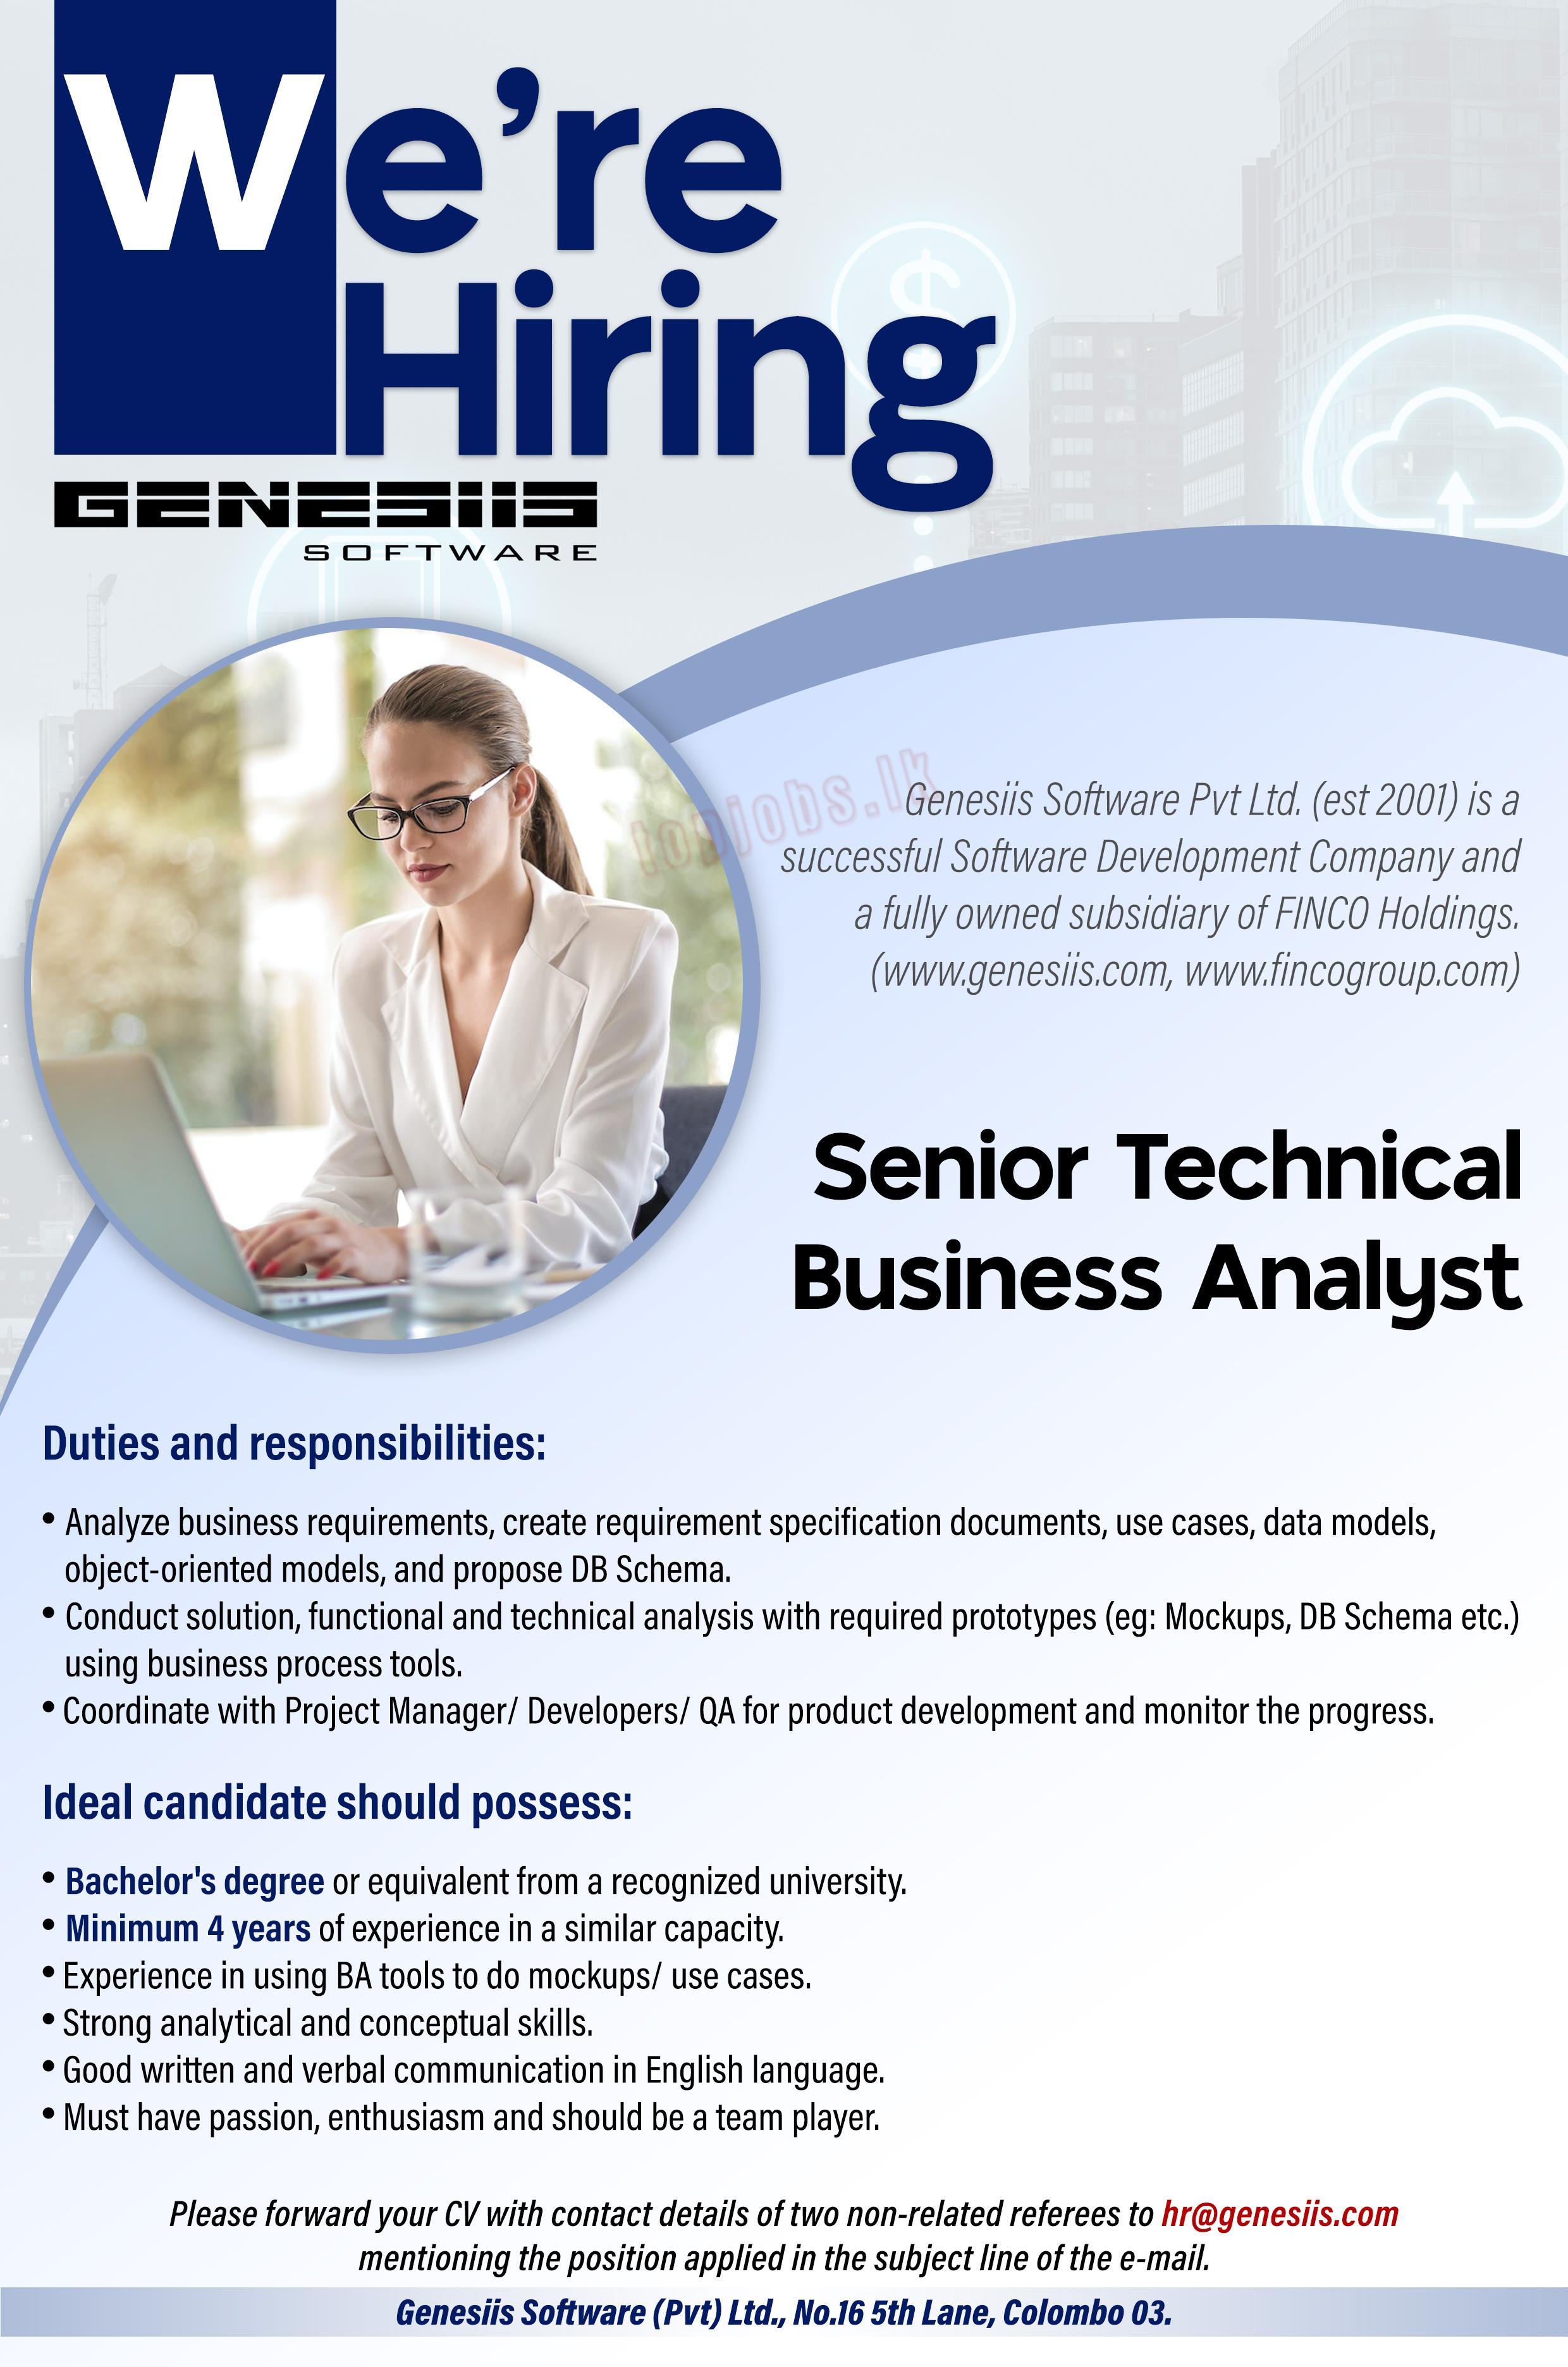 We're
Hiring
GENESIIS
SOFTWARE
topjobs.lk
Genesiis Software Pvt Ltd. (est 2001) is a
successful Software Development Company and
a fully owned subsidiary of FINCO Holdings.
(www.genesiis.com, www.fincogroup.com)
Senior Technical
Business Analyst
Duties and responsibilities:
• Analyze business requirements, create requirement specification documents, use cases, data models,
object-oriented models, and propose DB Schema.
• Conduct solution, functional and technical analysis with required prototypes (eg: Mockups, DB Schema etc.)
using business process tools.
• Coordinate with Project Manager/ Developers/ QA for product development and monitor the progress.
Ideal candidate should possess:
• Bachelor's degree or equivalent from a recognized university.
• Minimum 4 years of experience in a similar capacity.
• Experience in using BA tools to do mockups/ use cases.
• Strong analytical and conceptual skills.
• Good written and verbal communication in English language.
• Must have passion, enthusiasm and should be a team player.
Please forward your CV with contact details of two non-related referees to hr@genesiis.com
mentioning the position applied in the subject line of the e-mail.
Genesiis Software (Pvt) Ltd., No.16 5th Lane, Colombo 03.